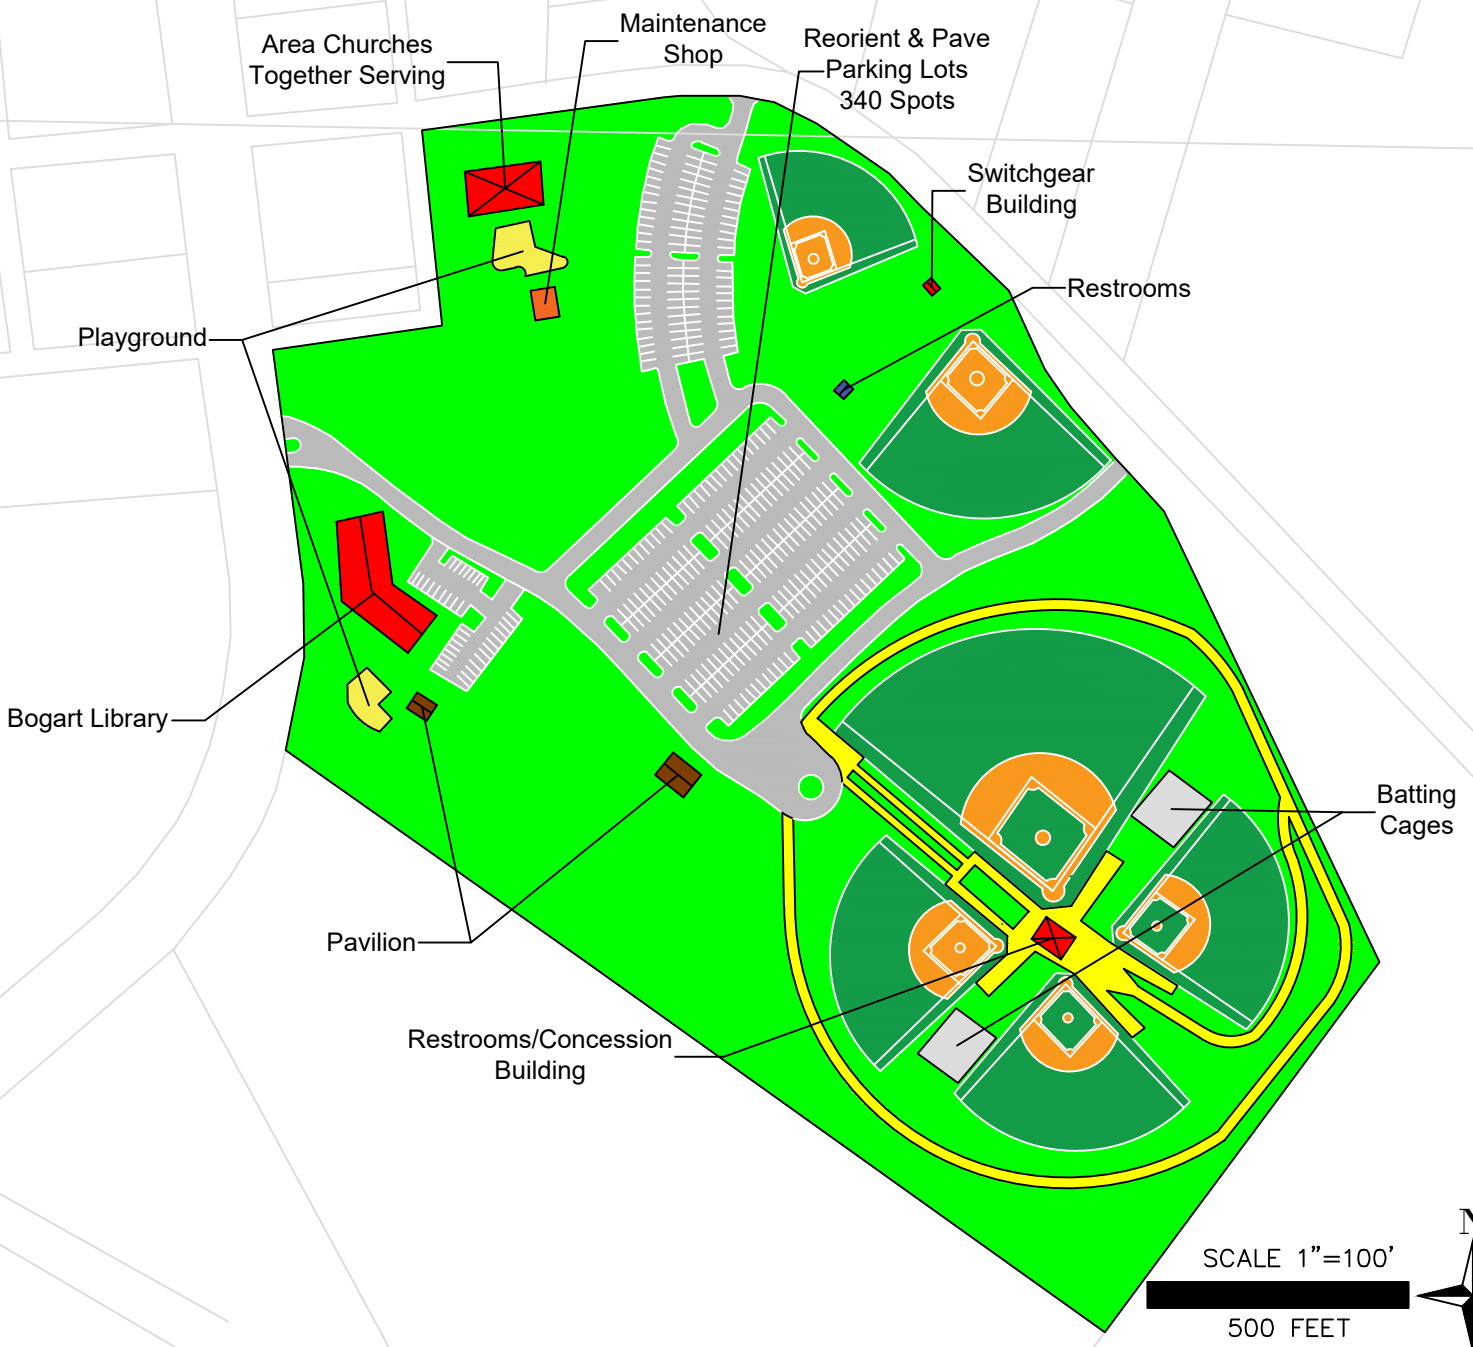 Maintenance
Shop
Area Churches
Together Serving
Reorient & Pave
Parking Lots
340 Spots
Switchgear
Building
Restrooms
Playground
Bogart Library
Batting
Cages
Pavilion
Restrooms/Concession
Building
N
SCALE 1"=100'
500 FEET